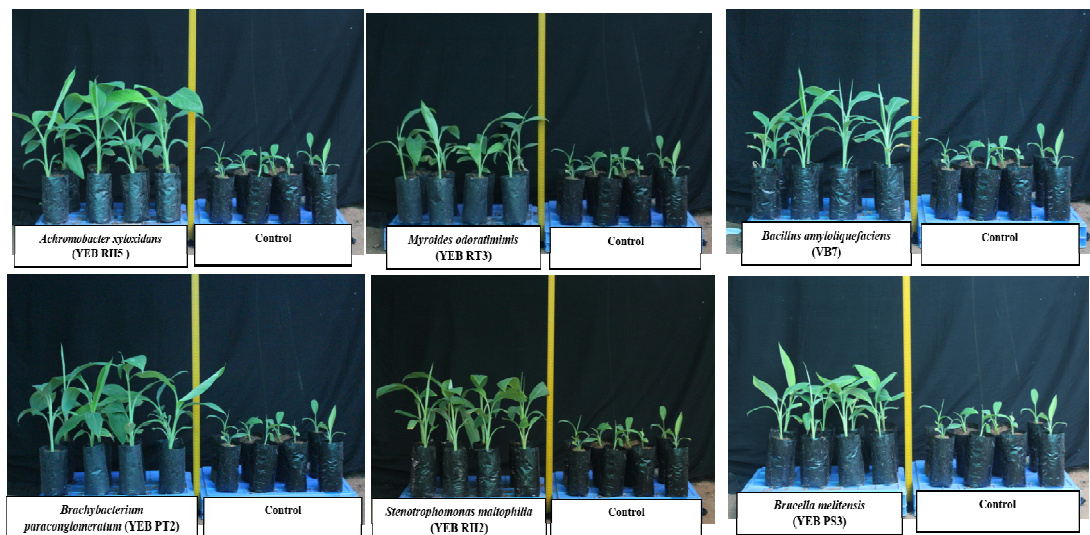 Achromobacter xyloxidans
(YEB RH5 )
Control
Myroides odoratimimis
(YEB RT3)
Control
Bacillus amyloliquefaciens
(VB7)
Control
Brachybacterium
paraconglomeratum (YEB PT2)
Control
Stenotrophomonas maltophilia
(YEB RH2)
Control
Brucella melitensis
(YEB PS3)
Control